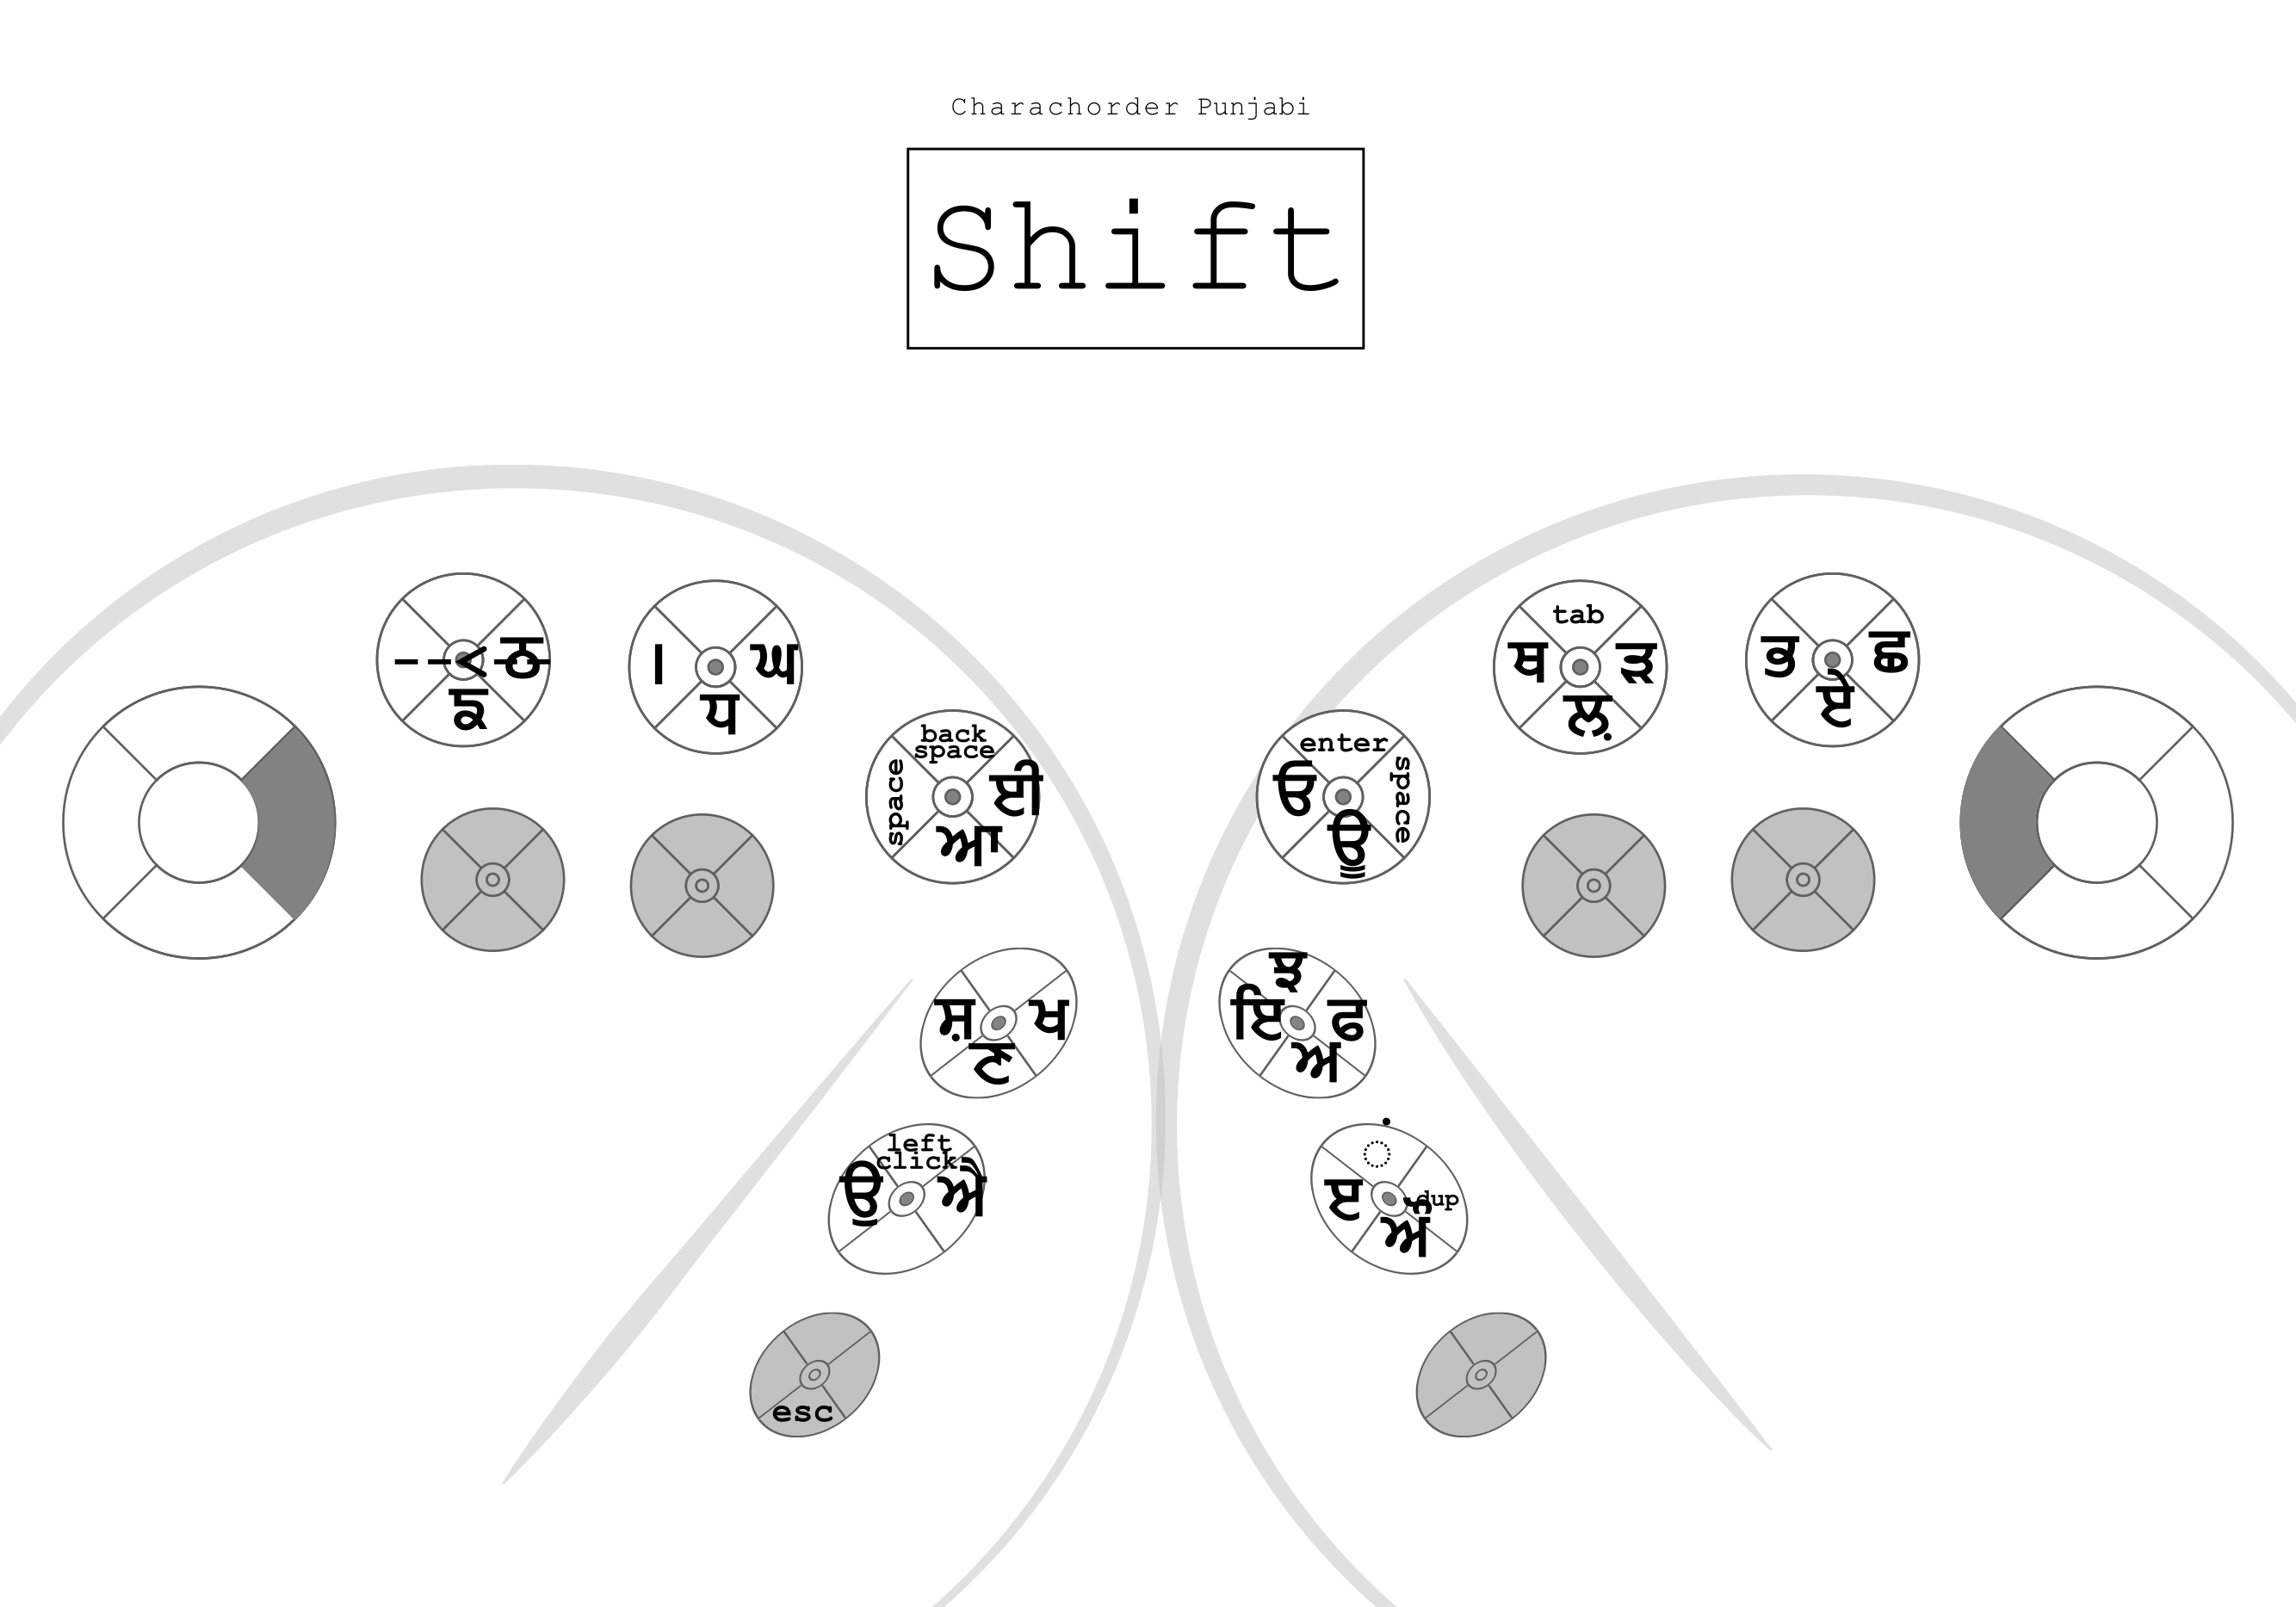 Charachorder Punjabi
Shift
--<--
ਠ
ਡ
।
ਘ
ਧ
back
space
space
ਈ
ਆ
enter
ਓ
space
ਊ
tab
ਥ
ੜ
ਲ਼
ਭ
ਛ
ਏ
ਸ਼
ਖ
ਣ
ਝ
ਇ
ਫ
ਅ
left
click
ਉ
ਐ
ੰ
ੲ
dup
ਔ
esc